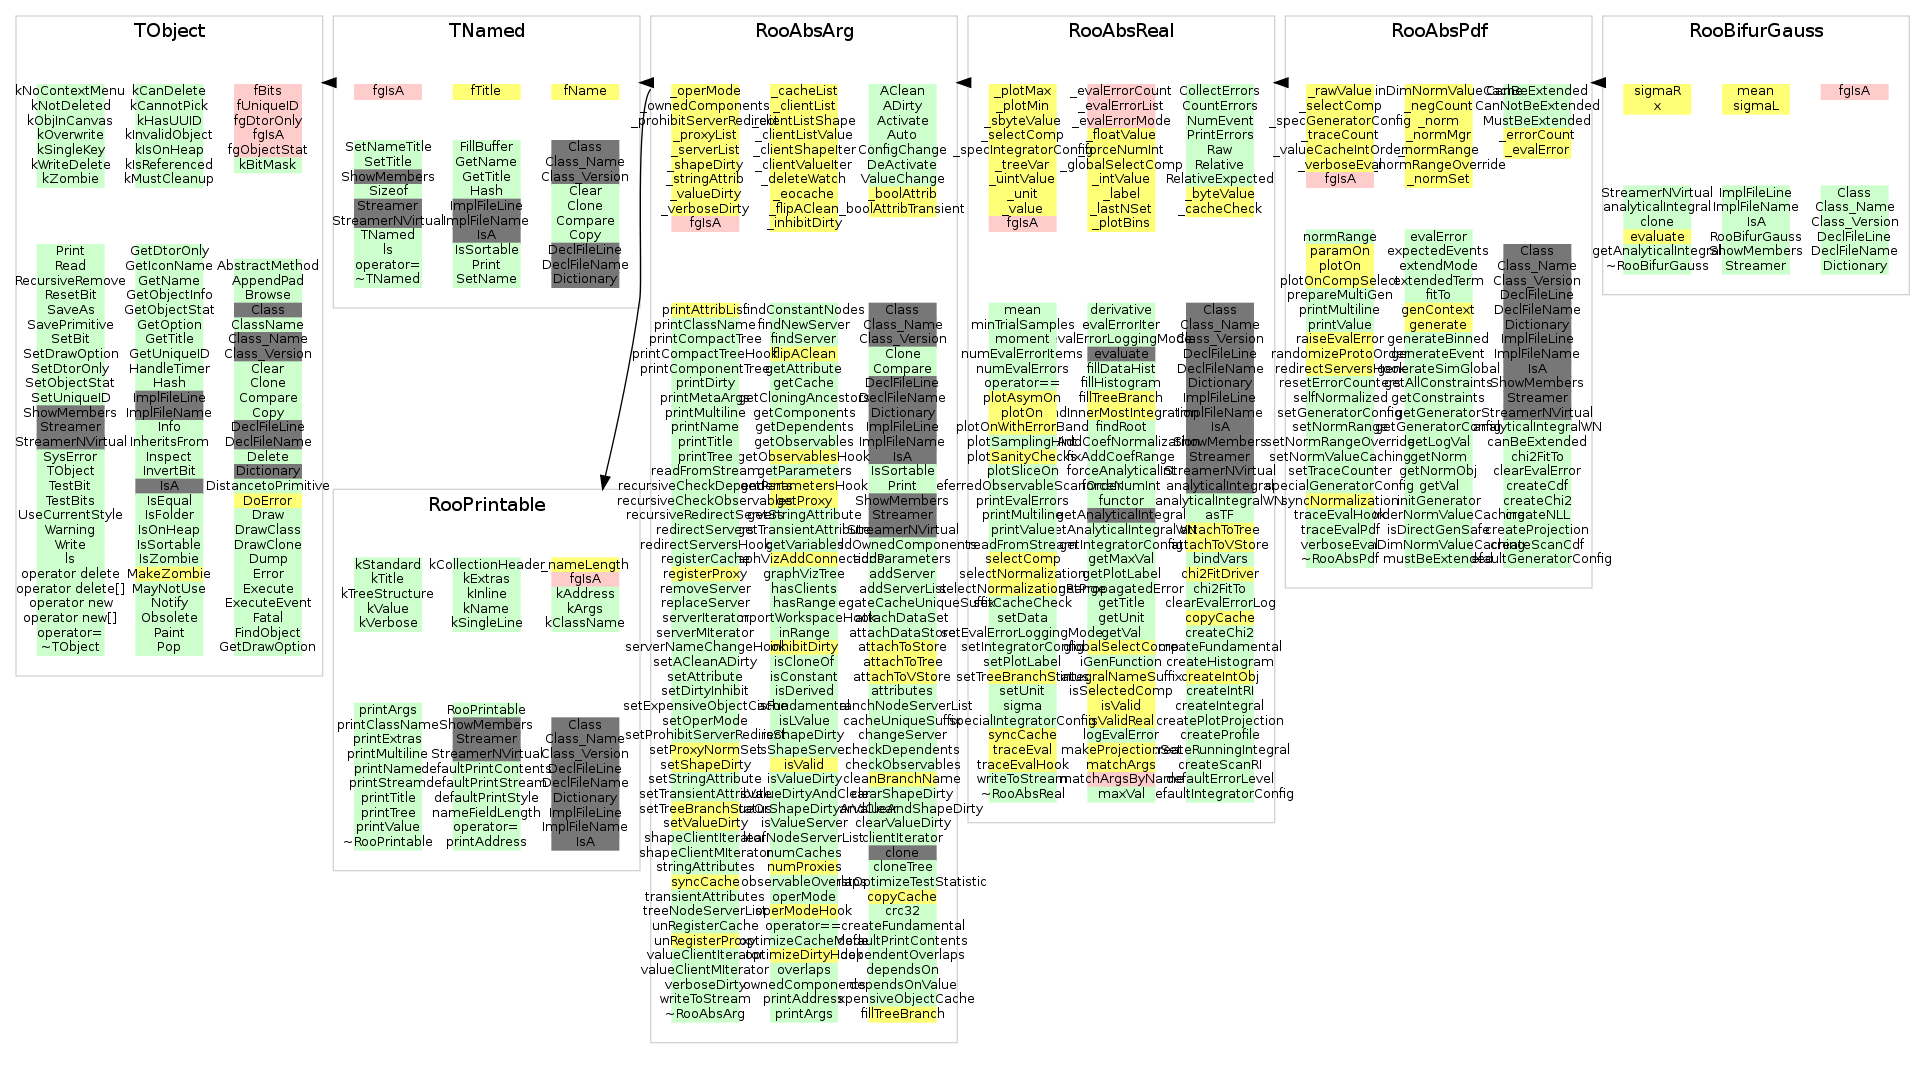 TObject
kNoContextMenu
kNotDeleted
kObjInCanvas
kOverwrite
kSingleKey
kWriteDelete
kZombie
kCanDelete
kCannotPick
kHasUUID
kInvalidObject
kIsOnHeap
kIsReferenced
kMustCleanup
fBits
fUniqueID
fgDtorOnly
fgIsA
fgObjectStat
kBitMask
Print
Read
RecursiveRemove
ResetBit
SaveAs
SavePrimitive
SetBit
SetDrawOption
SetDtorOnly
SetObjectStat
SetUniqueID
ShowMembers
Streamer
StreamerNVirtual
SysError
TObject
TestBit
TestBits
UseCurrentStyle
Warning
Write
ls
operator delete
operator delete[]
operator new
operator new[]
operator=
~TObject
GetDtorOnly
GetIconName
GetName
GetObjectInfo
GetObjectStat
GetOption
GetTitle
GetUniqueID
HandleTimer
Hash
ImplFileLine
ImplFileName
Info
InheritsFrom
Inspect
InvertBit
IsA
IsEqual
IsFolder
IsOnHeap
IsSortable
IsZombie
MakeZombie
MayNotUse
Notify
Obsolete
Paint
Pop
AbstractMethod
AppendPad
Browse
Class
ClassName
Class_Name
Class_Version
Clear
Clone
Compare
Copy
DeclFileLine
DeclFileName
Delete
Dictionary
DistancetoPrimitive
DoError
Draw
DrawClass
DrawClone
Dump
Error
Execute
ExecuteEvent
Fatal
FindObject
GetDrawOption
TNamed
fgIsA
fTitle
fName
SetNameTitle
SetTitle
ShowMembers
Sizeof
Streamer
StreamerNVirtual
TNamed
ls
operator=
~TNamed
FillBuffer
GetName
GetTitle
Hash
ImplFileLine
ImplFileName
IsA
IsSortable
Print
SetName
Class
Class_Name
Class_Version
Clear
Clone
Compare
Copy
DeclFileLine
DeclFileName
Dictionary
RooPrintable
kStandard
kTitle
kTreeStructure
kValue
kVerbose
kCollectionHeader
kExtras
kInline
kName
kSingleLine
_nameLength
fgIsA
kAddress
kArgs
kClassName
printArgs
printClassName
printExtras
printMultiline
printName
printStream
printTitle
printTree
printValue
~RooPrintable
RooPrintable
ShowMembers
Streamer
StreamerNVirtual
defaultPrintContents
defaultPrintStream
defaultPrintStyle
nameFieldLength
operator=
printAddress
Class
Class_Name
Class_Version
DeclFileLine
DeclFileName
Dictionary
ImplFileLine
ImplFileName
IsA
RooAbsArg
_operMode
_ownedComponents
_prohibitServerRedirect
_proxyList
_serverList
_shapeDirty
_stringAttrib
_valueDirty
_verboseDirty
fgIsA
_cacheList
_clientList
_clientListValue
_clientShapeIter
_clientValueIter
_deleteWatch
_eocache
_flipAClean
_inhibitDirty
AClean
ADirty
Activate
Auto
ConfigChange
DeActivate
ValueChange
_boolAttrib
_boolAttribTransient
printAttribList
printClassName
printCompactTree
printCompactTreeHook
printComponentTree
printDirty
printMetaArgs
printMultiline
printName
printTitle
printTree
readFromStream
recursiveCheckDependents
recursiveCheckObservables
recursiveRedirectServers
redirectServers
redirectServersHook
registerCache
registerProxy
removeServer
replaceServer
serverIterator
serverMIterator
serverNameChangeHook
setACleanADirty
setAttribute
setDirtyInhibit
setExpensiveObjectCache
setOperMode
setProhibitServerRedirect
setProxyNormSet
setShapeDirty
setStringAttribute
setTransientAttribute
setTreeBranchStatus
setValueDirty
shapeClientIterator
shapeClientMIterator
stringAttributes
syncCache
transientAttributes
treeNodeServerList
unRegisterCache
unRegisterProxy
valueClientIterator
valueClientMIterator
verboseDirty
writeToStream
~RooAbsArg
findConstantNodes
findNewServer
findServer
flipAClean
getAttribute
getCache
getCloningAncestors
getComponents
getDependents
getObservables
getObservablesHook
getParameters
getParametersHook
getProxy
getStringAttribute
getTransientAttribute
getVariables
graphVizTree
hasClients
hasRange
inRange
inhibitDirty
isCloneOf
isConstant
isDerived
isFundamental
isLValue
isShapeDirty
isShapeServer
isValid
isValueDirty
isValueServer
leafNodeServerList
numCaches
numProxies
observableOverlaps
operMode
operModeHook
operator==
optimizeCacheMode
optimizeDirtyHook
overlaps
ownedComponents
printAddress
printArgs
Class
Class_Name
Class_Version
Clone
Compare
DeclFileLine
DeclFileName
Dictionary
ImplFileLine
ImplFileName
IsA
IsSortable
Print
ShowMembers
Streamer
StreamerNVirtual
addOwnedComponents
addParameters
addServer
addServerList
attachDataSet
attachDataStore
attachToStore
attachToTree
attachToVStore
attributes
branchNodeServerList
cacheUniqueSuffix
changeServer
checkDependents
checkObservables
cleanBranchName
clearShapeDirty
clearValueDirty
clientIterator
clone
cloneTree
copyCache
crc32
createFundamental
defaultPrintContents
dependentOverlaps
dependsOn
dependsOnValue
expensiveObjectCache
fillTreeBranch
RooAbsReal
_plotMax
_plotMin
_sbyteValue
_selectComp
_specIntegratorConfig
_treeVar
_uintValue
_unit
_value
fgIsA
_evalErrorCount
_evalErrorList
_evalErrorMode
_floatValue
_forceNumInt
_globalSelectComp
_intValue
_label
_lastNSet
_plotBins
CollectErrors
CountErrors
NumEvent
PrintErrors
Raw
Relative
RelativeExpected
_byteValue
_cacheCheck
mean
minTrialSamples
moment
numEvalErrorItems
numEvalErrors
operator==
plotAsymOn
plotOn
plotOnWithErrorBand
plotSamplingHint
plotSanityChecks
plotSliceOn
preferredObservableScanOrder
printEvalErrors
printMultiline
printValue
readFromStream
selectComp
selectNormalization
selectNormalizationRange
setCacheCheck
setData
setEvalErrorLoggingMode
setIntegratorConfig
setPlotLabel
setTreeBranchStatus
setUnit
sigma
specialIntegratorConfig
syncCache
traceEval
traceEvalHook
writeToStream
~RooAbsReal
derivative
evalErrorIter
evalErrorLoggingMode
evaluate
fillDataHist
fillHistogram
fillTreeBranch
findInnerMostIntegration
findRoot
fixAddCoefNormalization
fixAddCoefRange
forceAnalyticalInt
forceNumInt
functor
getAnalyticalIntegral
getAnalyticalIntegralWN
getIntegratorConfig
getMaxVal
getPlotLabel
getPropagatedError
getTitle
getUnit
getVal
globalSelectComp
iGenFunction
integralNameSuffix
isSelectedComp
isValid
isValidReal
logEvalError
makeProjectionSet
matchArgs
matchArgsByName
maxVal
Class
Class_Name
Class_Version
DeclFileLine
DeclFileName
Dictionary
ImplFileLine
ImplFileName
IsA
ShowMembers
Streamer
StreamerNVirtual
analyticalIntegral
analyticalIntegralWN
asTF
attachToTree
attachToVStore
bindVars
chi2FitDriver
chi2FitTo
clearEvalErrorLog
copyCache
createChi2
createFundamental
createHistogram
createIntObj
createIntRI
createIntegral
createPlotProjection
createProfile
createRunningIntegral
createScanRI
defaultErrorLevel
defaultIntegratorConfig
RooAbsPdf
_rawValue
_selectComp
_specGeneratorConfig
_traceCount
_valueCacheIntOrder
_verboseEval
fgIsA
_minDimNormValueCache
_negCount
_norm
_normMgr
_normRange
_normRangeOverride
_normSet
CanBeExtended
CanNotBeExtended
MustBeExtended
_errorCount
_evalError
normRange
paramOn
plotOn
plotOnCompSelect
prepareMultiGen
printMultiline
printValue
raiseEvalError
randomizeProtoOrder
redirectServersHook
resetErrorCounters
selfNormalized
setGeneratorConfig
setNormRange
setNormRangeOverride
setNormValueCaching
setTraceCounter
specialGeneratorConfig
syncNormalization
traceEvalHook
traceEvalPdf
verboseEval
~RooAbsPdf
evalError
expectedEvents
extendMode
extendedTerm
fitTo
genContext
generate
generateBinned
generateEvent
generateSimGlobal
getAllConstraints
getConstraints
getGenerator
getGeneratorConfig
getLogVal
getNorm
getNormObj
getVal
initGenerator
isDirectGenSafe
mustBeExtended
Class
Class_Name
Class_Version
DeclFileLine
DeclFileName
Dictionary
ImplFileLine
ImplFileName
IsA
ShowMembers
Streamer
StreamerNVirtual
analyticalIntegralWN
canBeExtended
chi2FitTo
clearEvalError
createCdf
createChi2
createNLL
createProjection
createScanCdf
defaultGeneratorConfig
RooBifurGauss
sigmaR
x
mean
sigmaL
fgIsA
StreamerNVirtual
analyticalIntegral
clone
evaluate
getAnalyticalIntegral
~RooBifurGauss
ImplFileLine
ImplFileName
IsA
RooBifurGauss
ShowMembers
Streamer
Class
Class_Name
Class_Version
DeclFileLine
DeclFileName
Dictionary